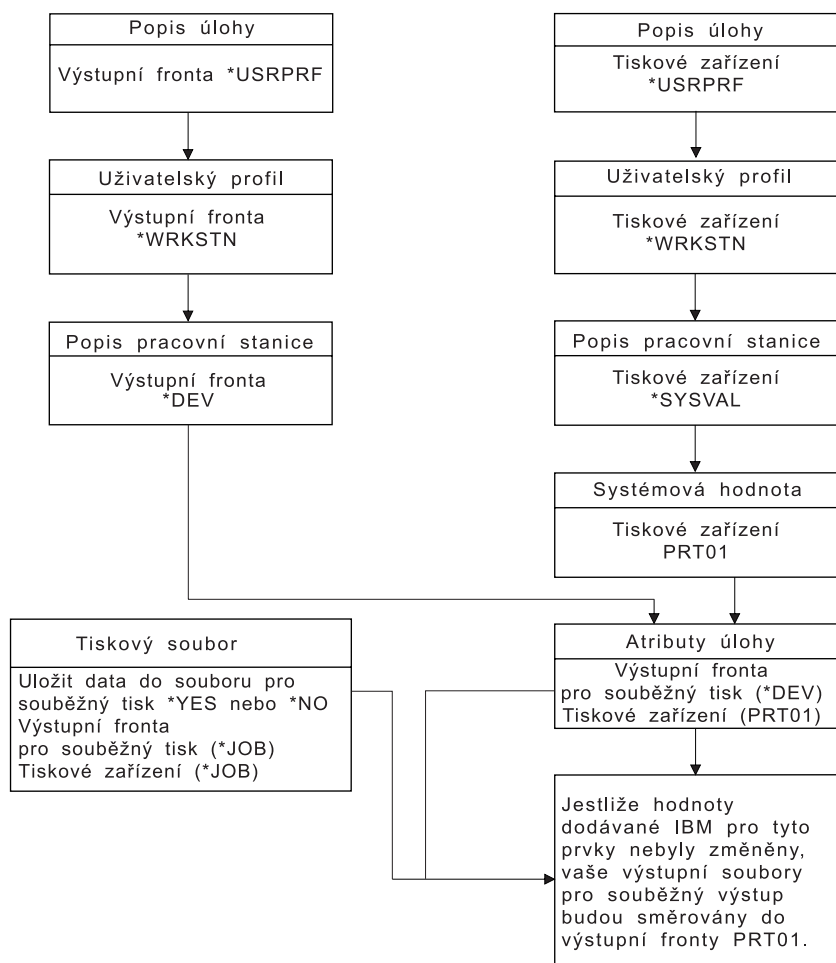 Popis úlohy
Výstupní fronta *USRPRF
Uživatelský profil
Výstupní fronta
*WRKSTN
Popis pracovní stanice
Výstupní fronta
*DEV
Popis úlohy
Tiskové zařízení
*USRPRF
Uživatelský profil
Tiskové zařízení
*WRKSTN
Popis pracovní stanice
Tiskové zařízení
*SYSVAL
Systémová hodnota
Tiskové zařízení
PRT01
Tiskový soubor
Uložit data do souboru pro
souběžný tisk *YES nebo *NO
Výstupní fronta
pro souběžný tisk (*JOB)
Tiskové zařízení (*JOB)
Atributy úlohy
Výstupní fronta
pro souběžný tisk (*DEV)
Tiskové zařízení (PRT01)
Jestliže hodnoty
dodávané IBM pro tyto
prvky nebyly změněny,
vaše výstupní soubory
pro souběžný výstup
budou směrovány do
výstupní fronty PRT01.